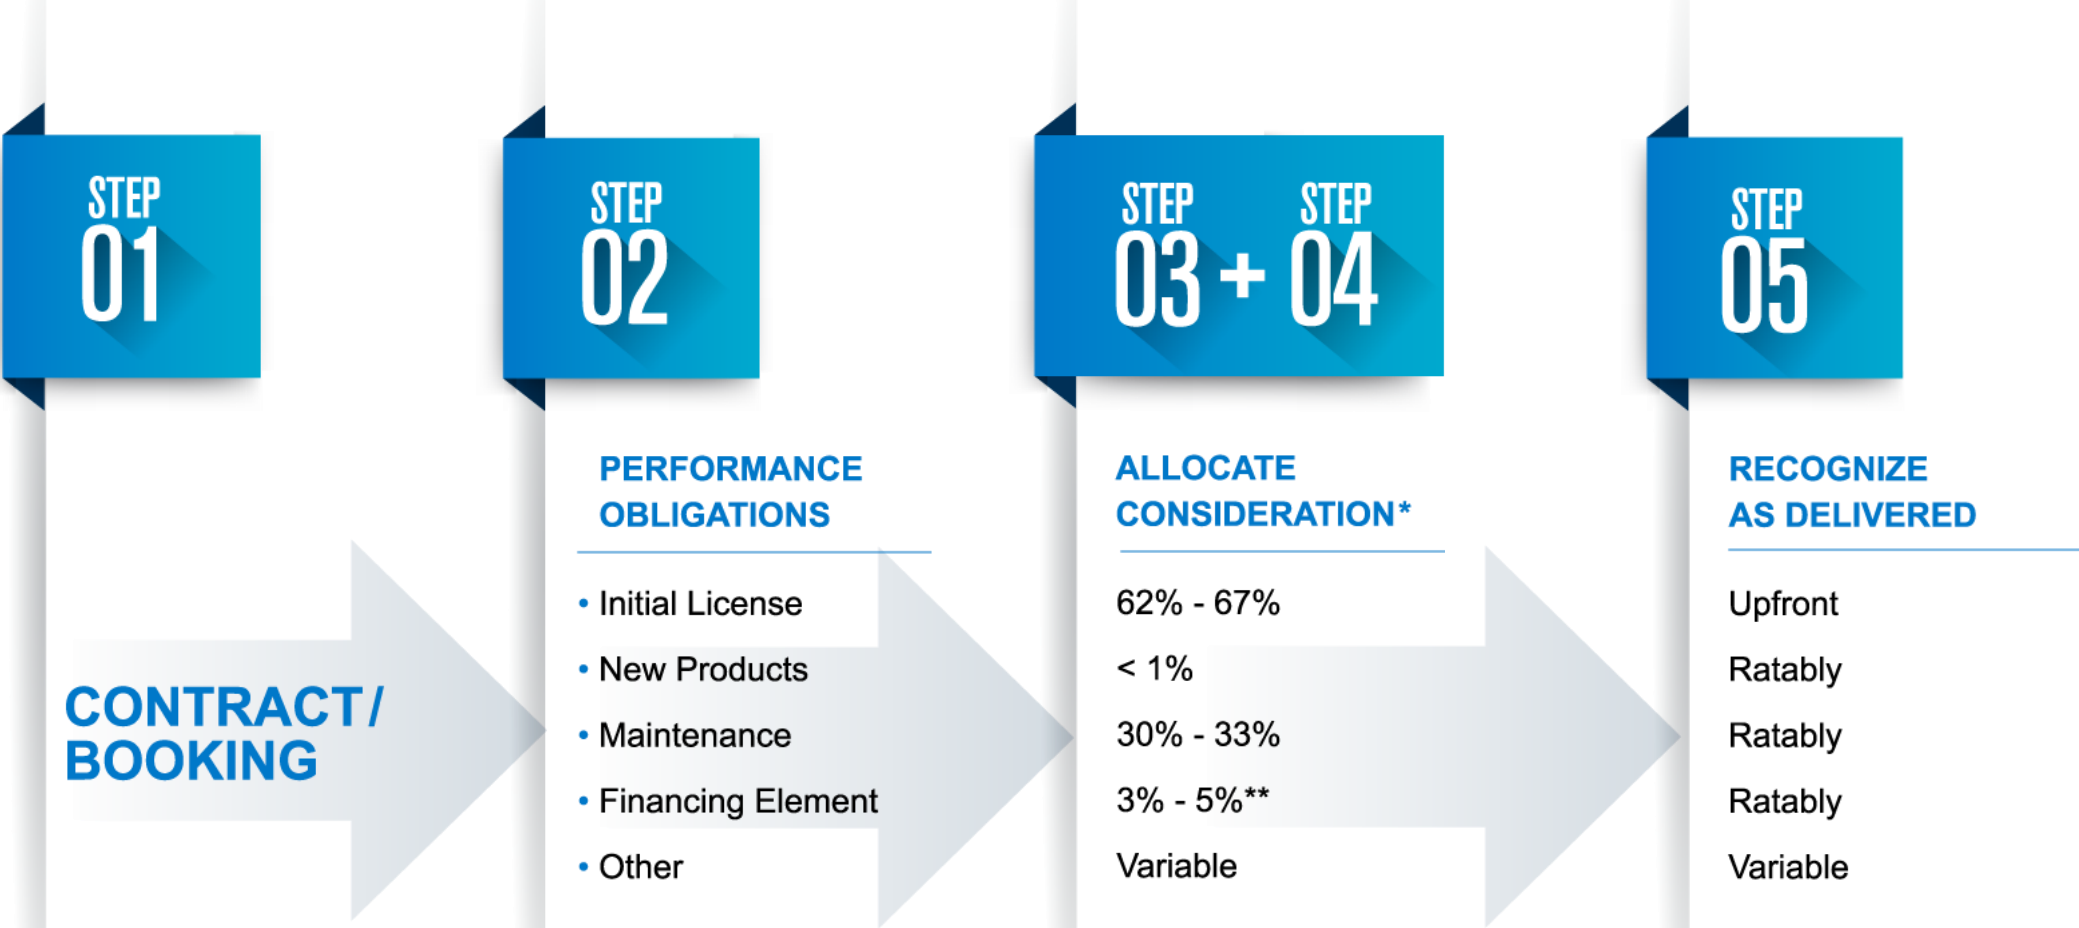 STEP
01
CONTRACT/
BOOKING
STEP
02
PERFORMANCE
OBLIGATIONS
• Initial License
• New Products
• Maintenance
• Financing Element
• Other
STEP STEP
03 + 04
ALLOCATE
CONSIDERATION*
62% - 67%
< 1%
30% - 33%
3% - 5%**
Variable
STEP
05
RECOGNIZE
AS DELIVERED
Upfront
Ratably
Ratably
Ratably
Variable